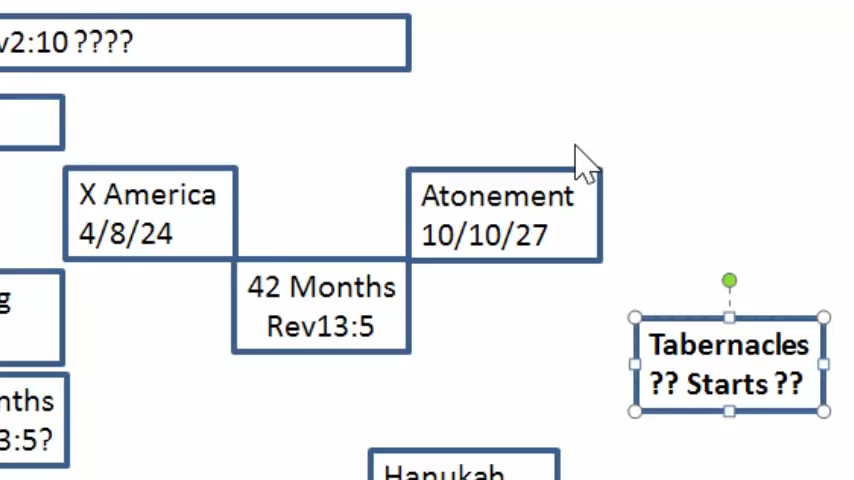 v2:10 ????
X America
4/8/24
Atonement
10/10/27
42 Months
Rev13:5
g
Tabernacles
?? Starts ??
nths
3:5?
Hanukah